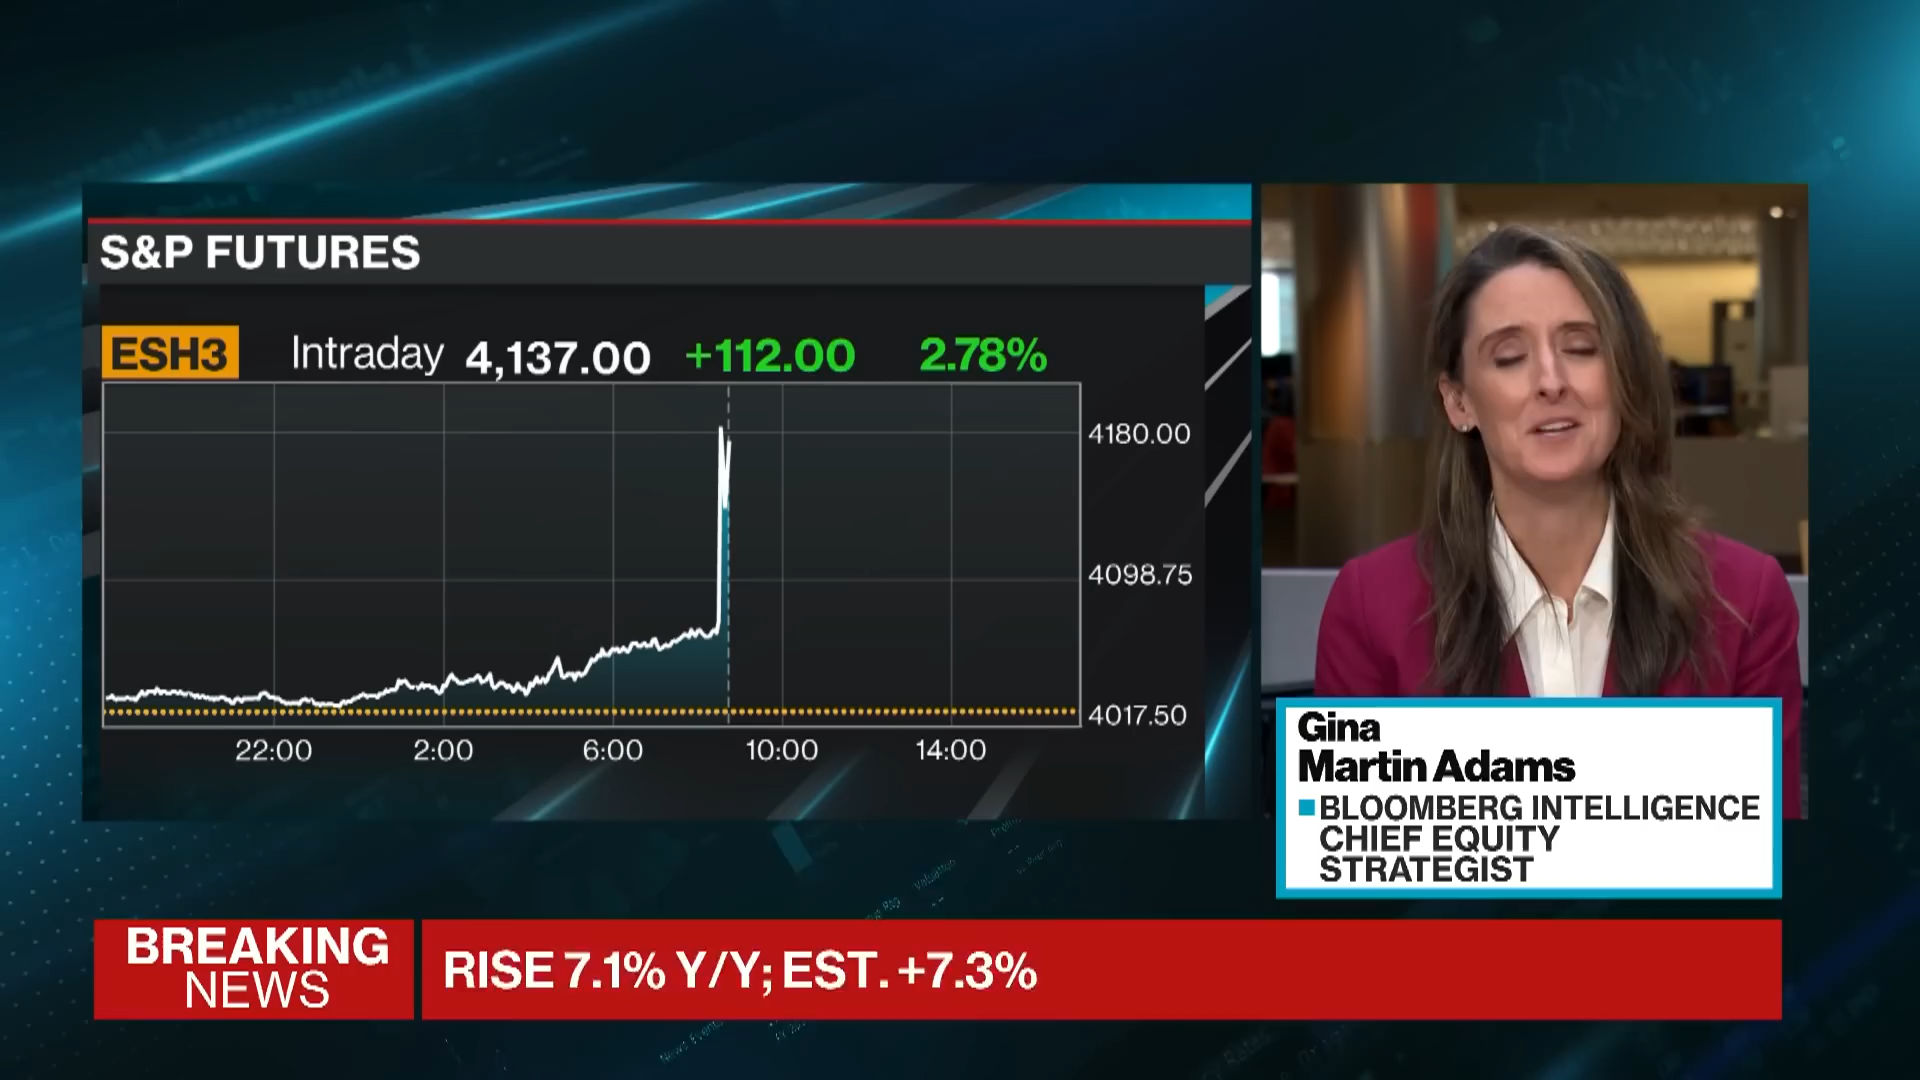 S&P FUTURES
ESH3 Intraday 4,137.00 +112.00 2.78%
4180.00
4098.75
4017.50
22:00 2:00 6:00 10:00 14:00
Gina
Martin Adams
BLOOMBERG INTELLIGENCE
CHIEF EQUITY
STRATEGIST
BREAKING
NEWS
RISE 7.1% Y/Y; EST. +7.3%